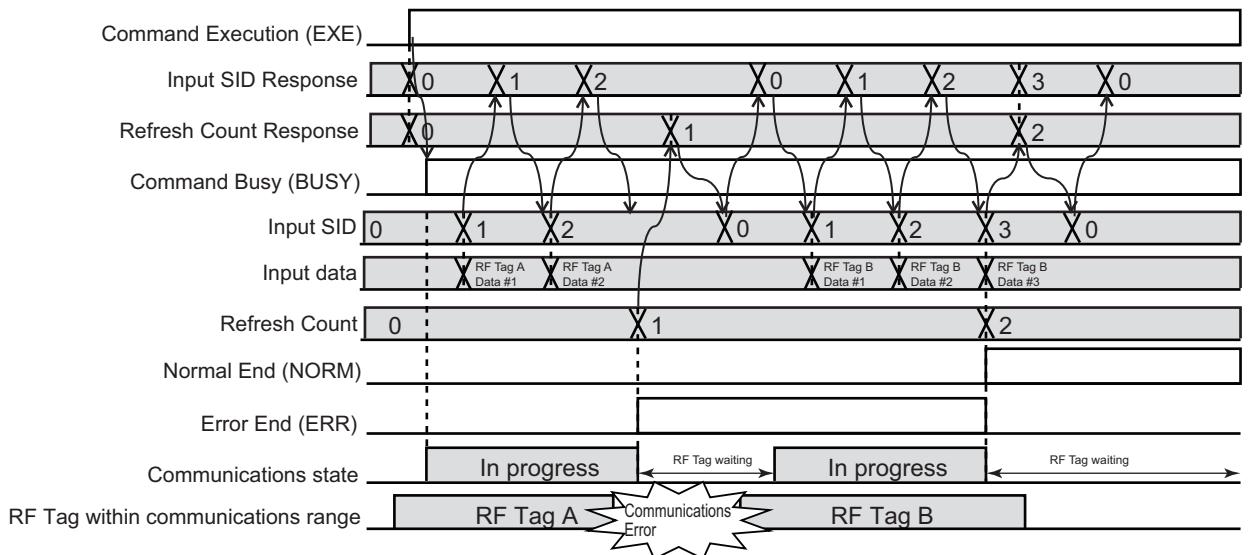 Command Execution (EXE)
Input SID Response 0 1 2 0 1 2 3 0
Refresh Count Response 0 1 2
Command Busy (BUSY)
Input SID 0 1 2 0 1 2 3 0
Input data RF Tag A Data #1 RF Tag A Data #2 RF Tag B Data #1 RF Tag B Data #2 RF Tag B Data #3
Refresh Count 0 1 2
Normal End (NORM)
Error End (ERR)
Communications state In progress RF Tag waiting In progress RF Tag waiting
RF Tag within communications range RF Tag A Communications Error RF Tag B